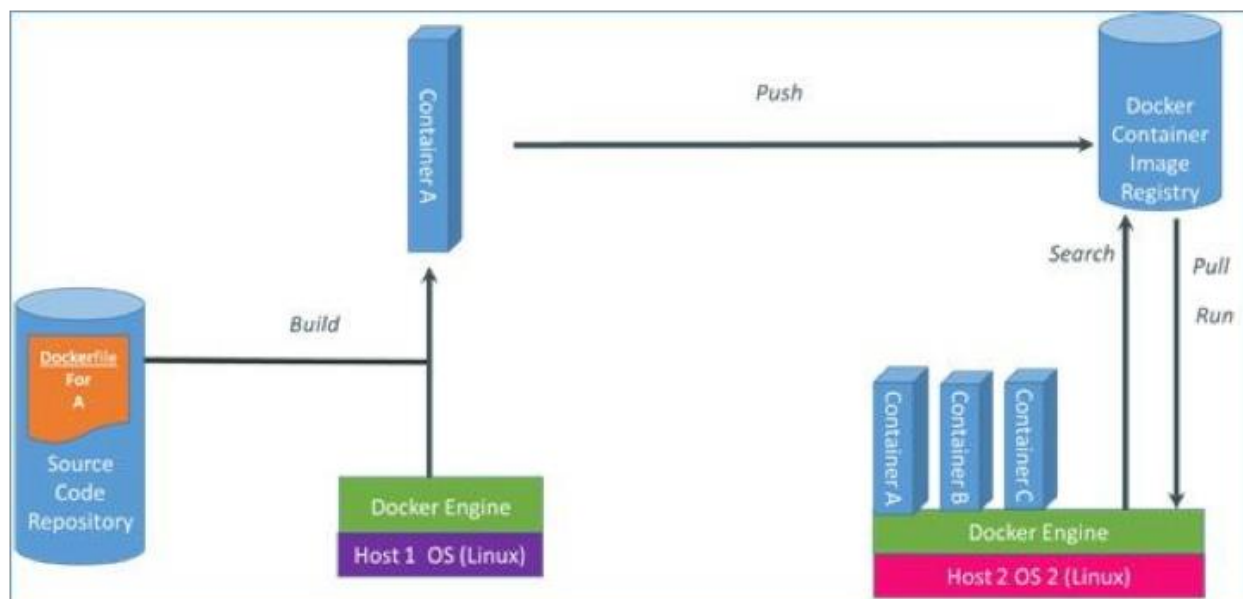 Container A
Push
Docker
Container
Image
Registry
Search
Pull
Run
Build
Dockerfile
For
A
Source
Code
Repository
Docker Engine
Host 1 OS (Linux)
Container A
Container B
Container C
Docker Engine
Host 2 OS 2 (Linux)